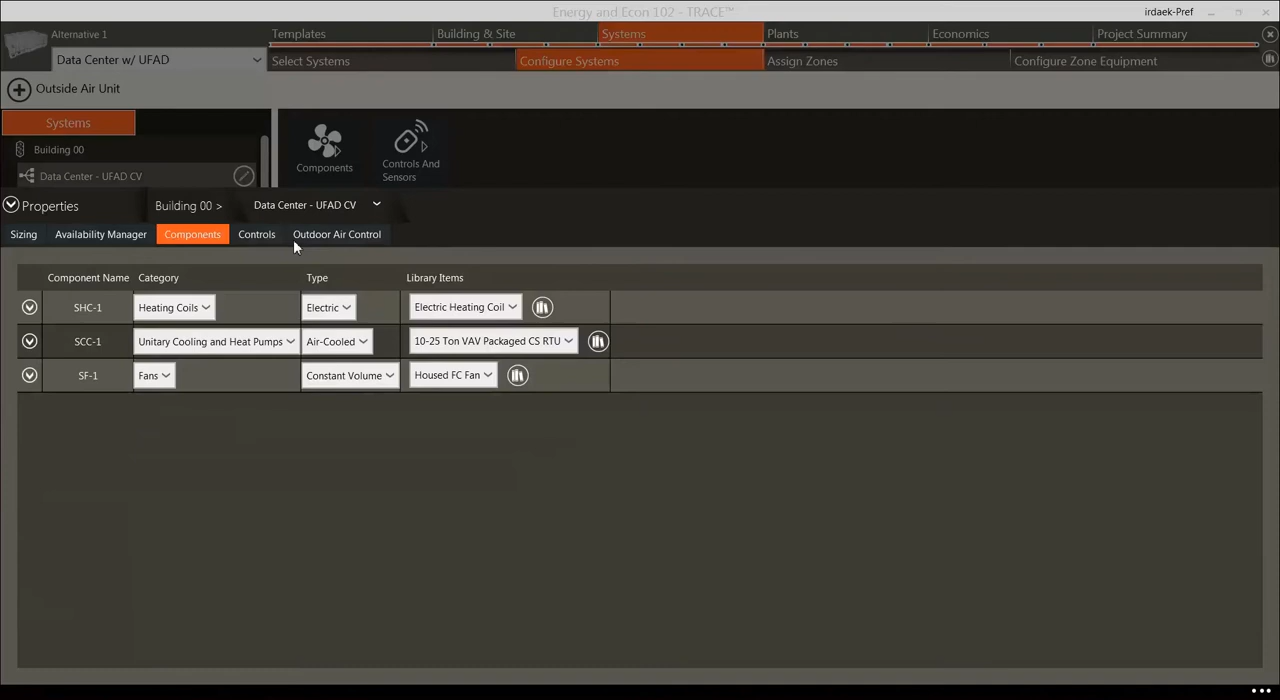 Energy and Econ 102 - TRACE™
irdaek-Pref
Alternative 1
Templates
Building & Site
Systems
Plants
Economics
Project Summary
Data Center w/ UFAD
Select Systems
Configure Systems
Assign Zones
Configure Zone Equipment
Outside Air Unit
Systems
Building 00
Data Center - UFAD CV
Components
Controls And
Sensors
Properties
Building 00 >
Data Center - UFAD CV
Sizing
Availability Manager
Components
Controls
Outdoor Air Control
Component Name
Category
Type
Library Items
SHC-1
Heating Coils
Electric
Electric Heating Coil
SCC-1
Unitary Cooling and Heat Pumps
Air-Cooled
10-25 Ton VAV Packaged CS RTU
SF-1
Fans
Constant Volume
Housed FC Fan